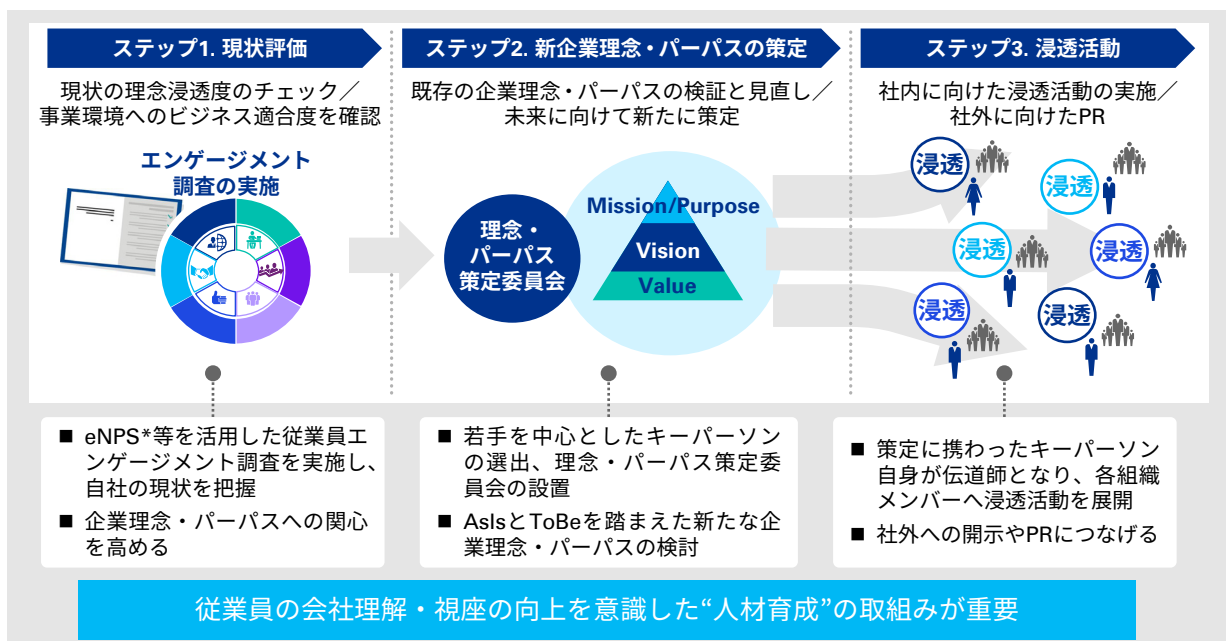 ステップ1. 現状評価
現状の理念浸透度のチェック／
事業環境へのビジネス適合度を確認
エンゲージメント
調査の実施
■ eNPS*等を活用した従業員エ
ンゲージメント調査を実施し、
自社の現状を把握
■ 企業理念・パーパスへの関心
を高める
ステップ2. 新企業理念・パーパスの策定
既存の企業理念・パーパスの検証と見直し／
未来に向けて新たに策定
理念・
パーパス
策定委員会
Mission/Purpose
Vision
Value
■ 若手を中心としたキーパーソン
の選出、理念・パーパス策定委
員会の設置
■ AsIsとToBeを踏まえた新たな企
業理念・パーパスの検討
ステップ3. 浸透活動
社内に向けた浸透活動の実施／
社外に向けたPR
浸透
浸透
浸透
浸透
浸透
浸透
■ 策定に携わったキーパーソン
自身が伝道師となり、各組織
メンバーへ浸透活動を展開
■ 社外への開示やPRにつなげる
従業員の会社理解・視座の向上を意識した“人材育成”の取組みが重要